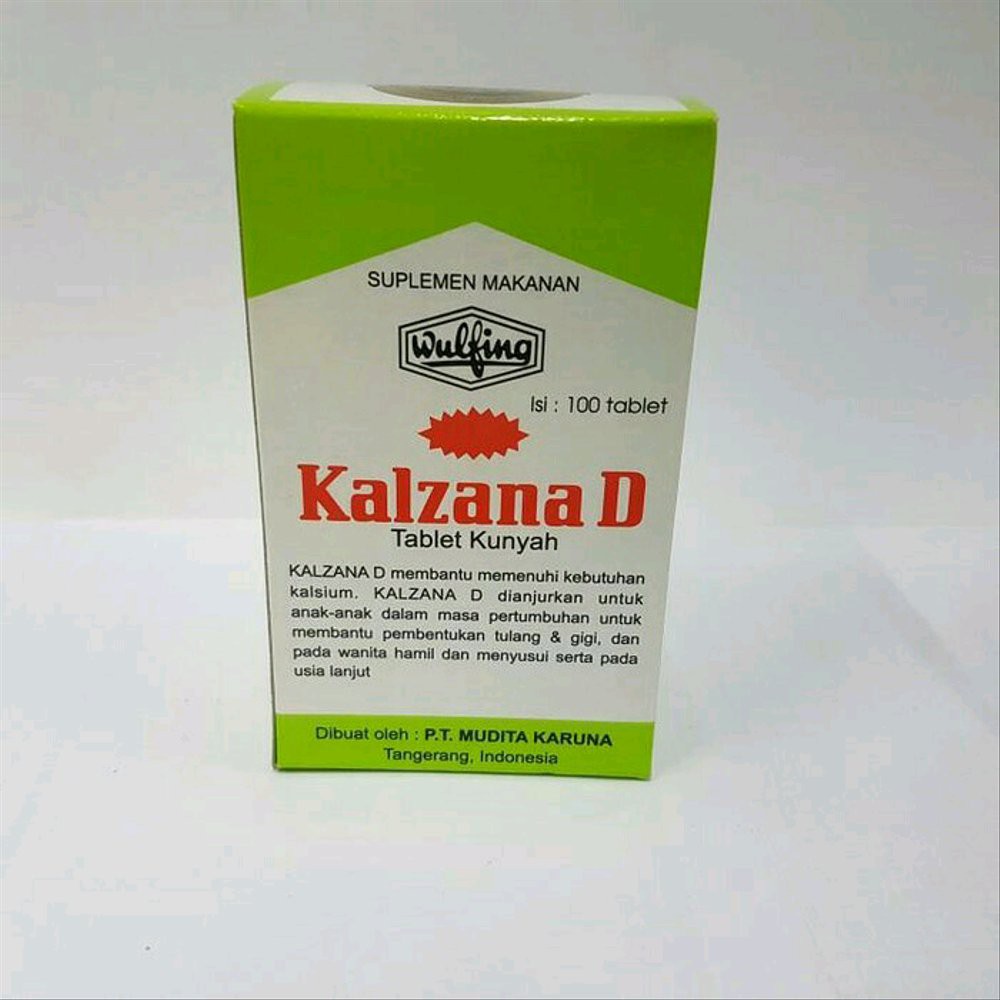 SUPLEMEN MAKANAN
Wülfing
Isi : 100 tablet
Kalzana D
Tablet Kunyah
KALZANA D membantu memenuhi kebutuhan
kalsium. KALZANA D dianjurkan untuk
anak-anak dalam masa pertumbuhan untuk
membantu pembentukan tulang & gigi, dan
pada wanita hamil dan menyusui serta pada
usia lanjut
Dibuat oleh : P.T. MUDITA KARUNA
Tangerang, Indonesia